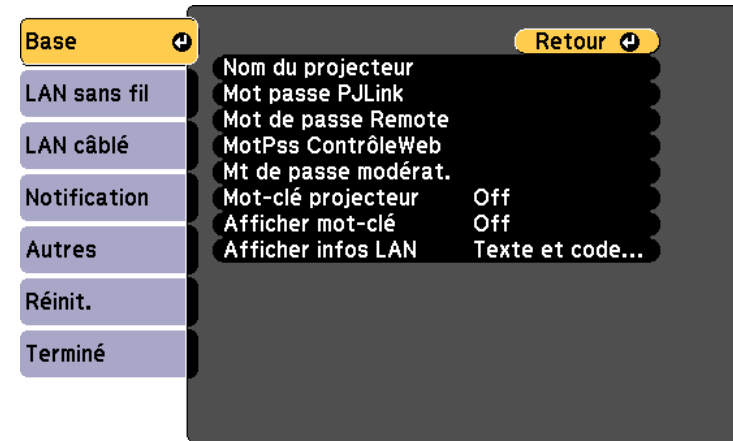 Base
LAN sans fil
LAN câblé
Notification
Autres
Réinit.
Terminé
Retour
Nom du projecteur
Mot passe PJLink
Mot de passe Remote
MotPss ContrôleWeb
Mt de passe modérat.
Mot-clé projecteur Off
Afficher mot-clé Off
Afficher infos LAN Texte et code...